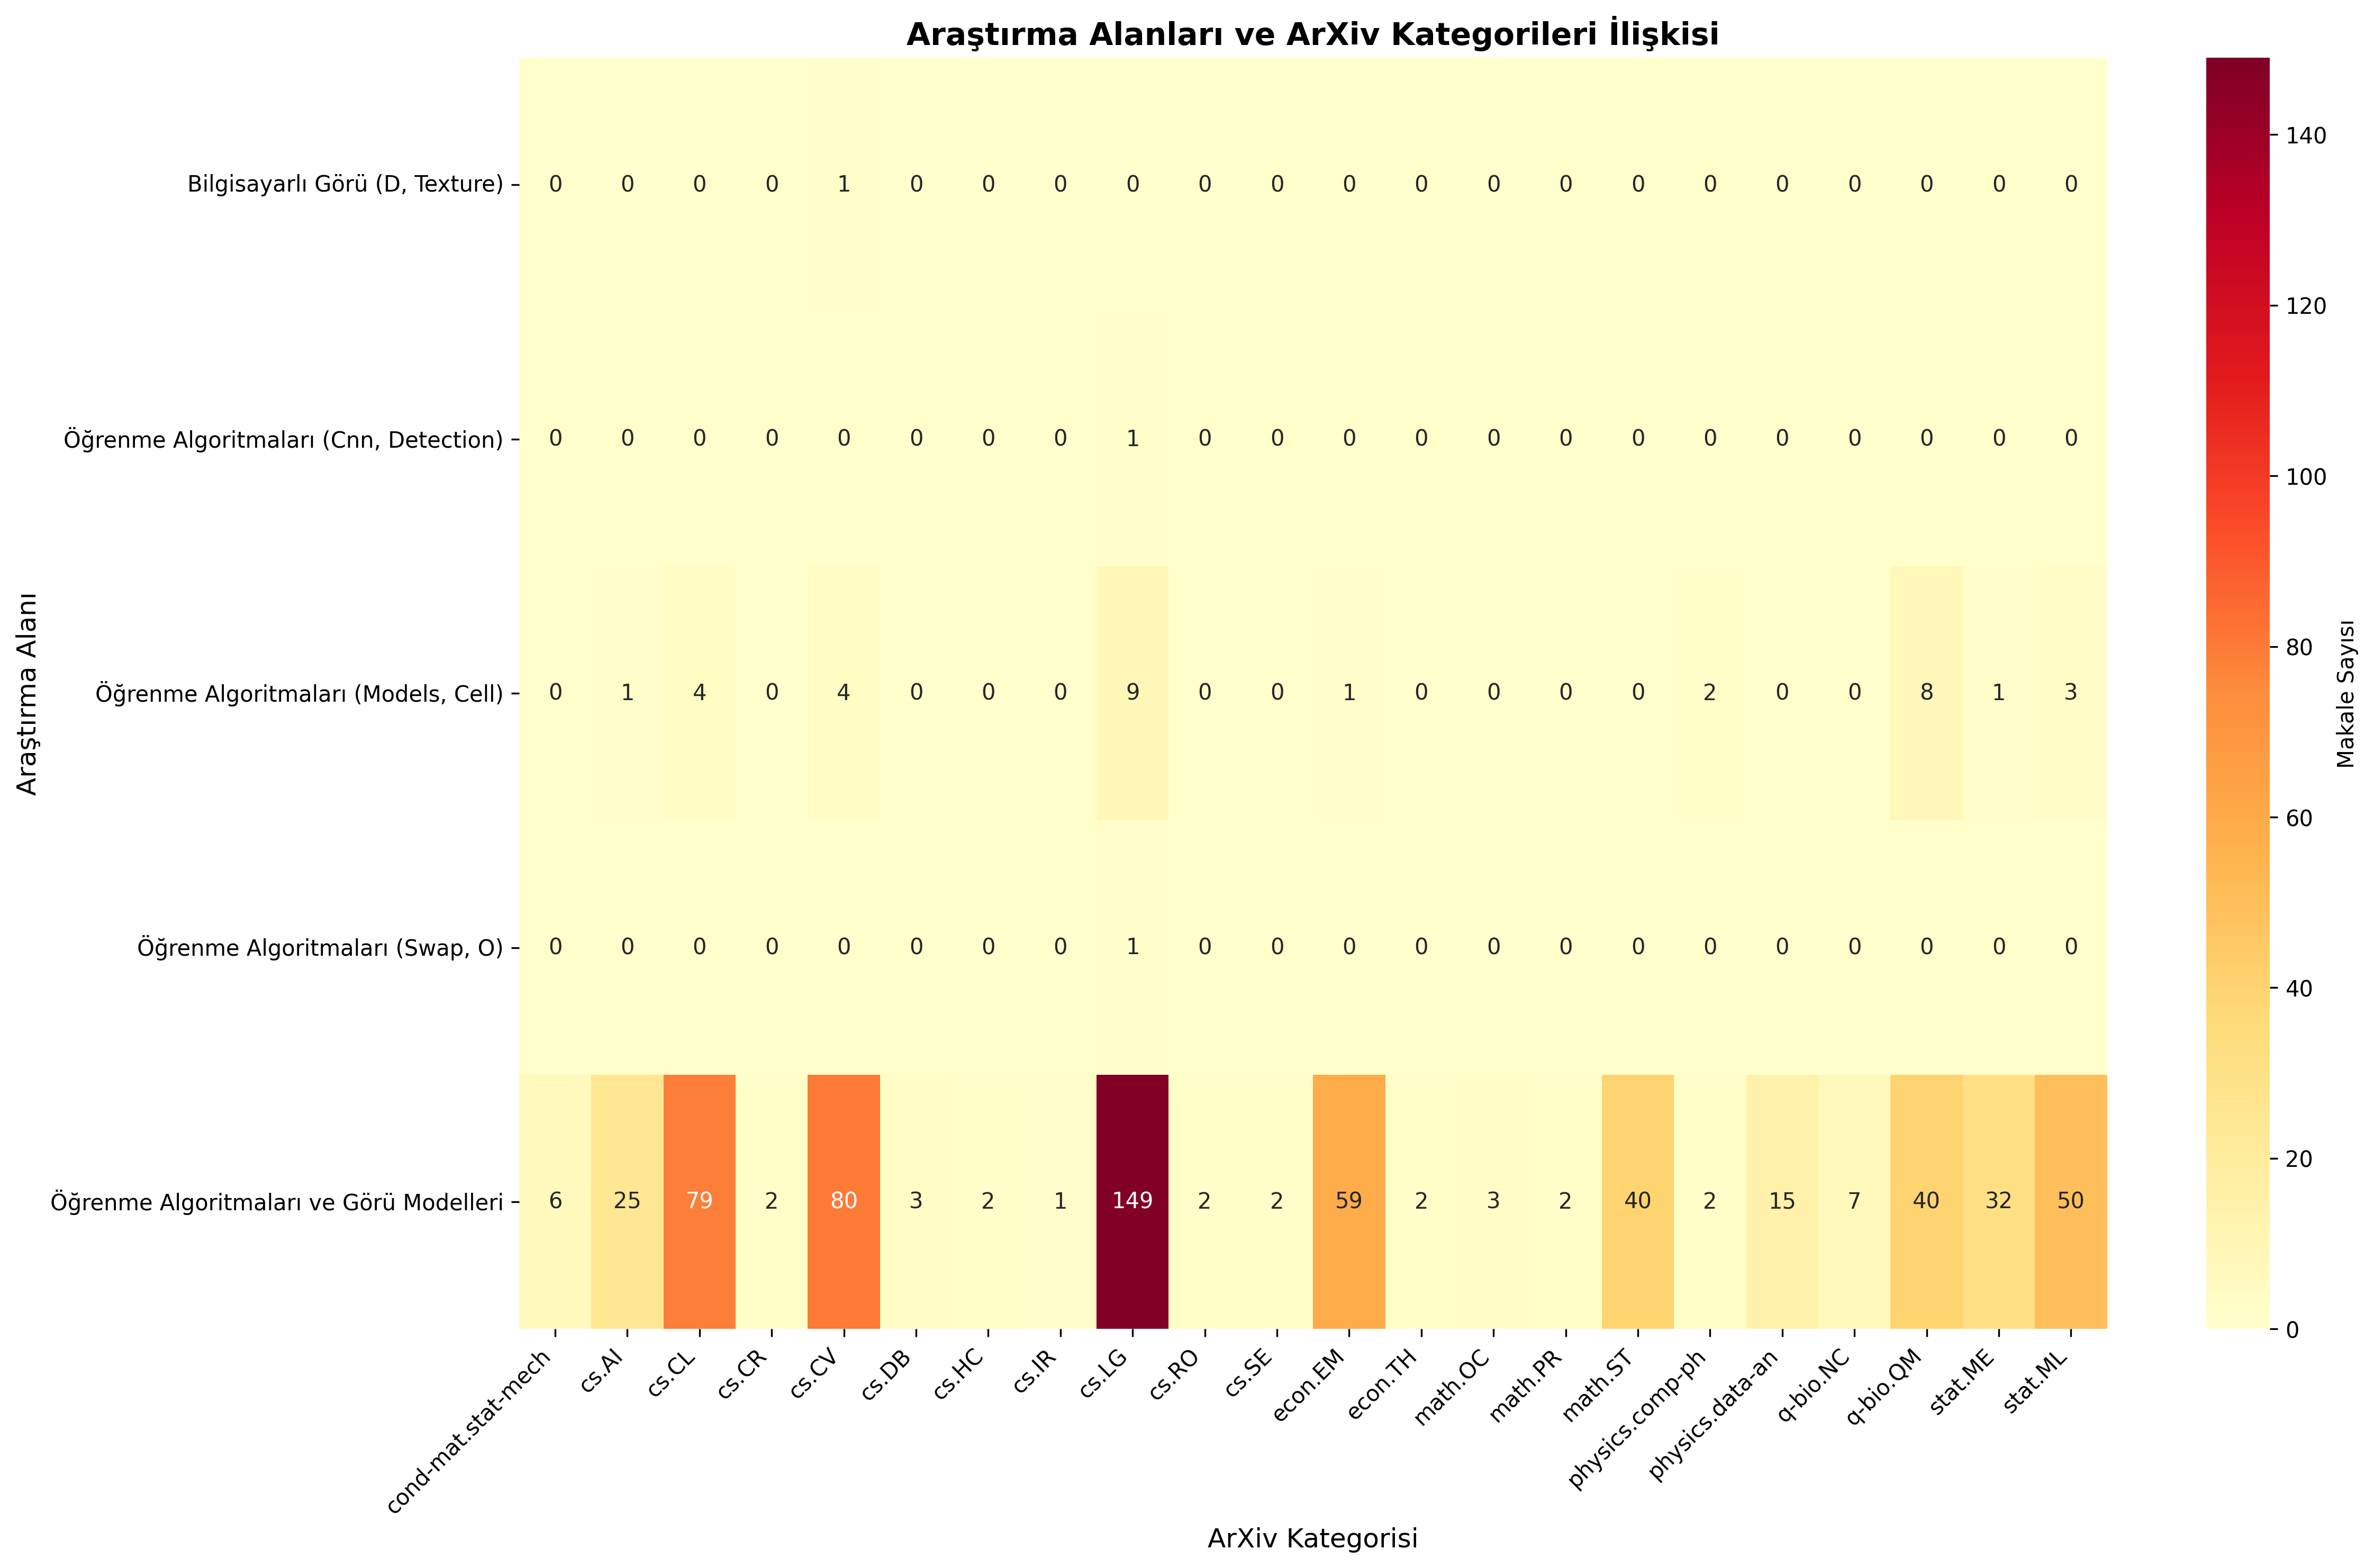 Araştırma Alanları ve ArXiv Kategorileri İlişkisi
Araştırma Alanı
Bilgisayarlı Görü (D, Texture) 0 0 0 0 1 0 0 0 0 0 0 0 0 0 0 0 0 0 0 0 0 0
Öğrenme Algoritmaları (Cnn, Detection) 0 0 0 0 0 0 0 0 1 0 0 0 0 0 0 0 0 0 0 0 0 0
Öğrenme Algoritmaları (Models, Cell) 0 1 4 0 4 0 0 0 9 0 0 1 0 0 0 0 2 0 0 8 1 3
Öğrenme Algoritmaları (Swap, O) 0 0 0 0 0 0 0 0 1 0 0 0 0 0 0 0 0 0 0 0 0 0
Öğrenme Algoritmaları ve Görü Modelleri 6 25 79 2 80 3 2 1 149 2 2 59 2 3 2 40 2 15 7 40 32 50
cond-mat.stat-mech
cs.AI
cs.CL
cs.CR
cs.CV
cs.DB
cs.HC
cs.IR
cs.LG
cs.RO
cs.SE
econ.EM
econ.TH
math.OC
math.PR
math.ST
physics.comp-ph
physics.data-an
q-bio.NC
q-bio.QM
stat.ME
stat.ML
ArXiv Kategorisi
140
120
100
80
60
40
20
0
Makale Sayısı